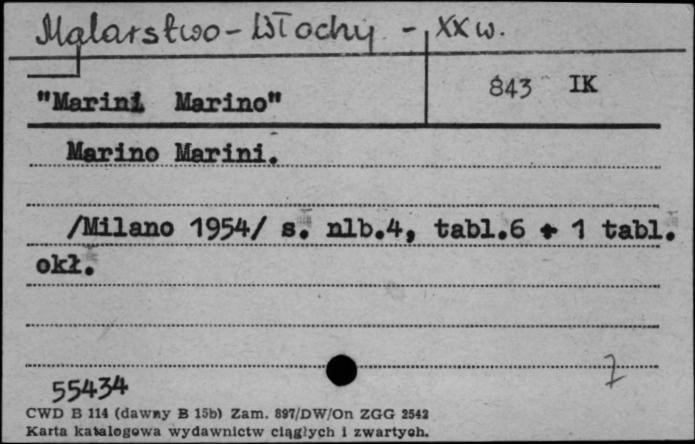 Malarstwo - Włochy - XX w.
"Marini Marino"
843 IK
Marino Marini.
/Milano 1954/ s. nlb.4, tabl.6 + 1 tabl.
okł.
7
55434
CWD B 114 (dawny B 15b) Zam. 897/DW/On ZGG 2542
Karta katalogowa wydawnictw ciągłych i zwartych.